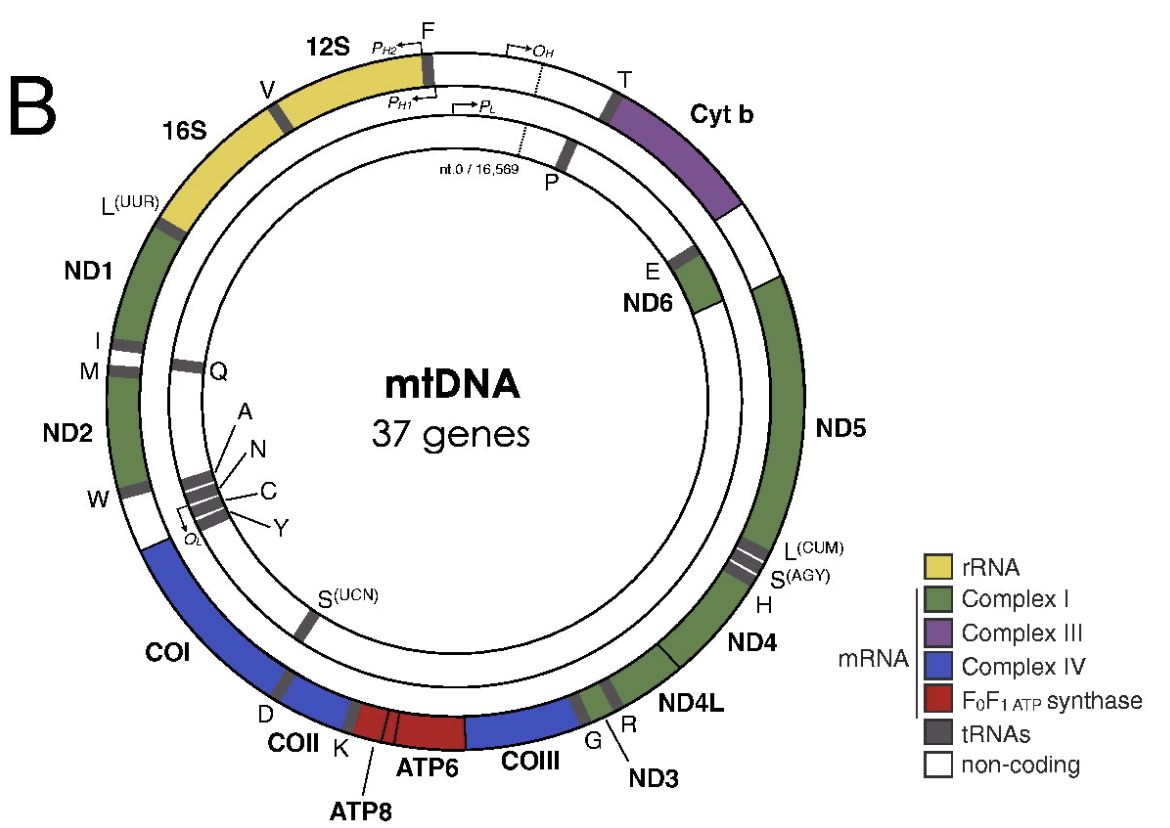 B
12S
P_H2
F
O_H
T
Cyt b
V
16S
P_H1
P_L
nt.0 / 16,569
P
L(UUR)
ND1
E
ND6
I
M
Q
mtDNA
37 genes
ND2
A
N
C
Y
W
O_L
ND5
S(UCN)
L(CUM)
S(AGY)
H
COI
ND4
D
COII
K
ND4L
R
G
ND3
COIII
ATP6
ATP8
rRNA
Complex I
Complex III
mRNA
Complex IV
F₀F₁ ATP synthase
tRNAs
non-coding